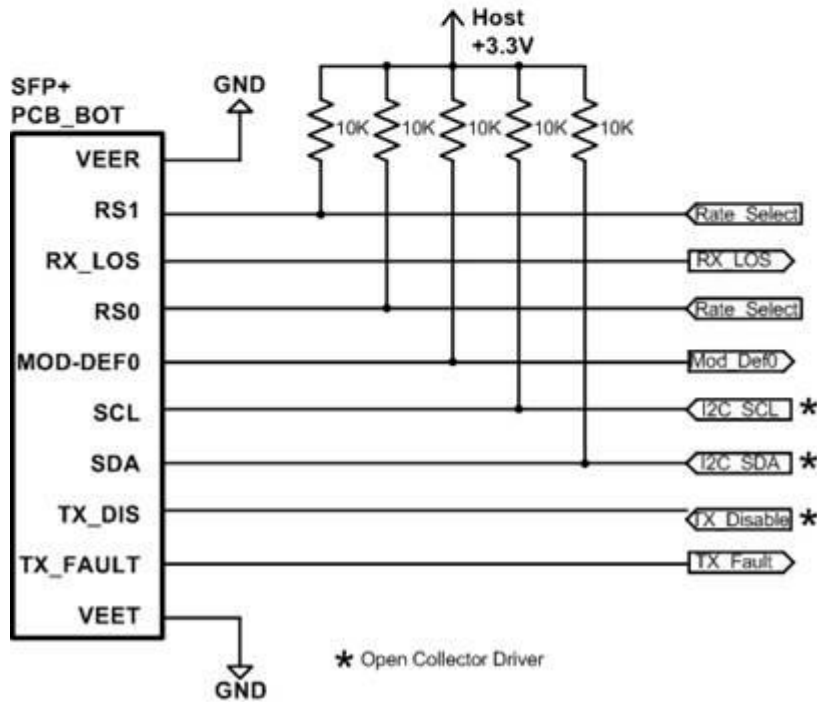 Host
+3.3V
GND
SFP+
PCB_BOT
10K 10K 10K 10K 10K
VEER
RS1 Rate_Select
RX_LOS RX_LOS
RS0 Rate_Select
MOD-DEF0 Mod_Def0
SCL I2C_SCL *
SDA I2C_SDA *
TX_DIS TX_Disable *
TX_FAULT TX_Fault
VEET
* Open Collector Driver
GND